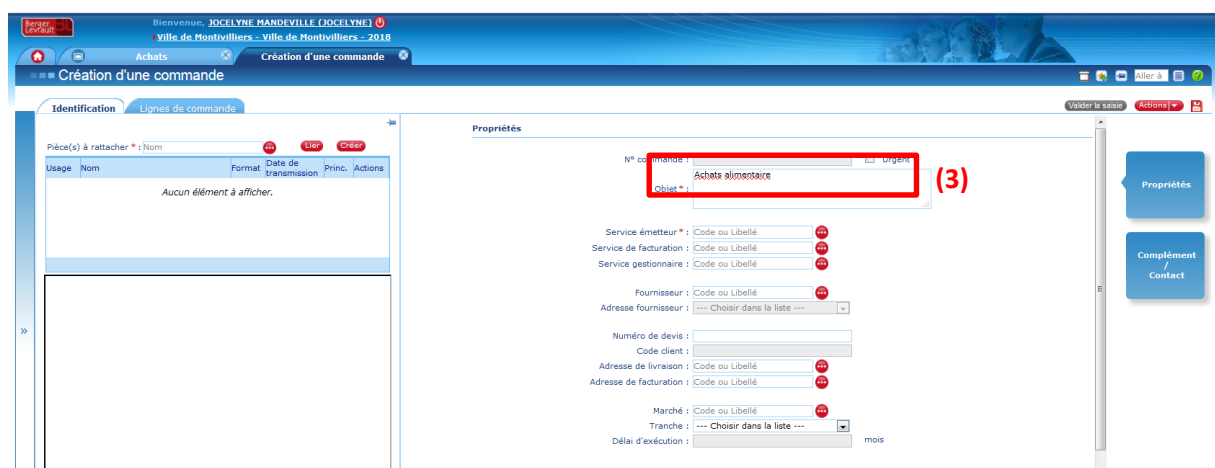 Berger Levrault BL
Bienvenue, JOCELYNE MANDEVILLE (JOCELYNE)
Ville de Montivilliers - Ville de Montivilliers - 2018
Achats Création d'une commande
Création d'une commande Aller à
Identification Lignes de commande Valider la saisie Actions
Pièce(s) à rattacher * : Nom Lier Créer
Usage Nom Format Date de transmission Princ. Actions
Aucun élément à afficher.
Propriétés
N° commande : Urgent
Objet * : Achats alimentaire
(3)
Service émetteur * : Code ou Libellé
Service de facturation : Code ou Libellé
Service gestionnaire : Code ou Libellé
Fournisseur : Code ou Libellé
Adresse fournisseur : --- Choisir dans la liste ---
Numéro de devis :
Code client :
Adresse de livraison : Code ou Libellé
Adresse de facturation : Code ou Libellé
Marché : Code ou Libellé
Tranche : --- Choisir dans la liste ---
Délai d'exécution : mois
Propriétés
Complément
/
Contact